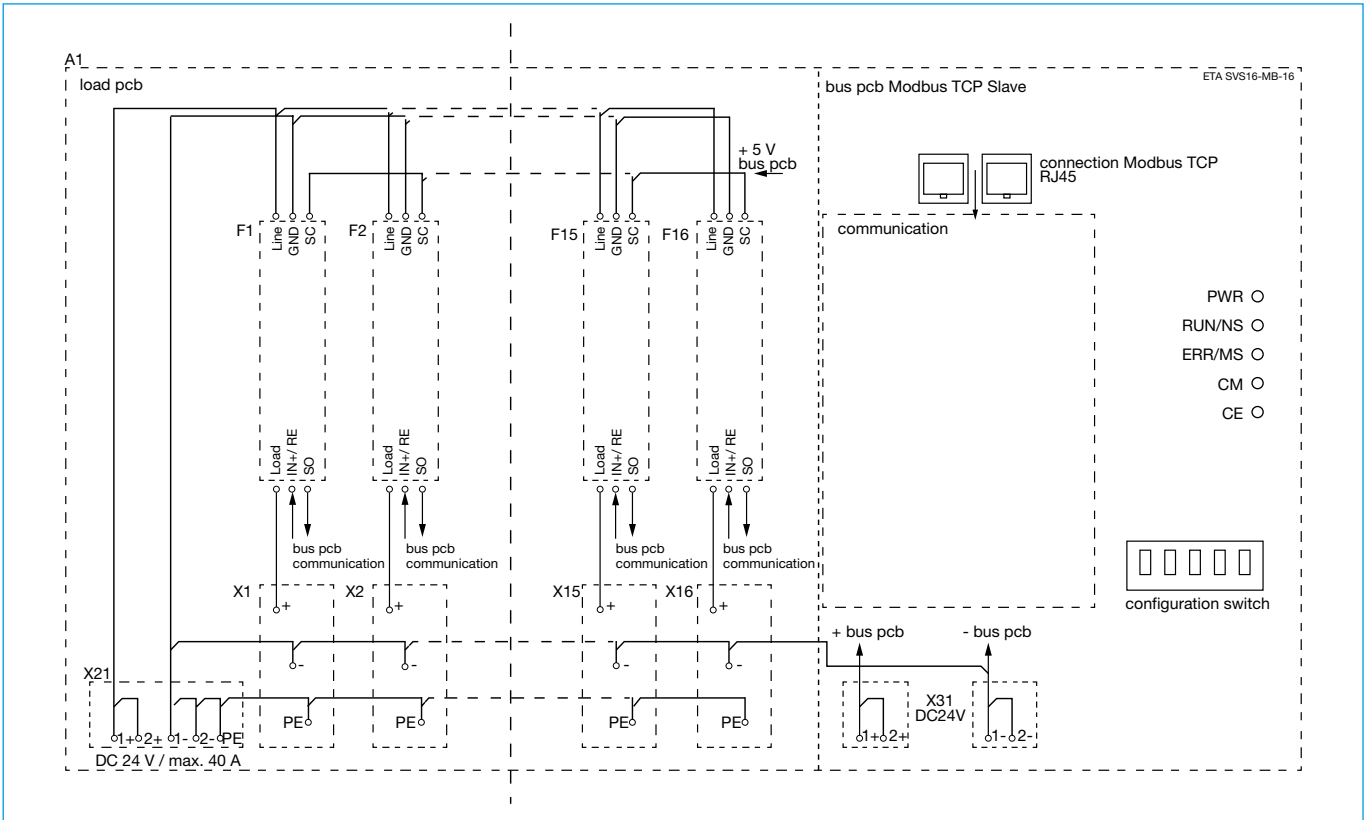 A1
load pcb
bus pcb Modbus TCP Slave
ETA SVS16-MB-16
+ 5 V
bus pcb
connection Modbus TCP
RJ45
F1
Line
GND
SC
F2
Line
GND
SC
F15
Line
GND
SC
F16
Line
GND
SC
communication
PWR
RUN/NS
ERR/MS
CM
CE
Load
IN+/ RE
SO
Load
IN+/ RE
SO
Load
IN+/ RE
SO
Load
IN+/ RE
SO
bus pcb
communication
bus pcb
communication
bus pcb
communication
bus pcb
communication
X1
+
-
PE
X2
+
-
PE
X15
+
-
PE
X16
+
-
PE
configuration switch
+ bus pcb
- bus pcb
X21
1+ 2+ 1- 2- PE
DC 24 V / max. 40 A
X31
DC24V
1+ 2+
1- 2-